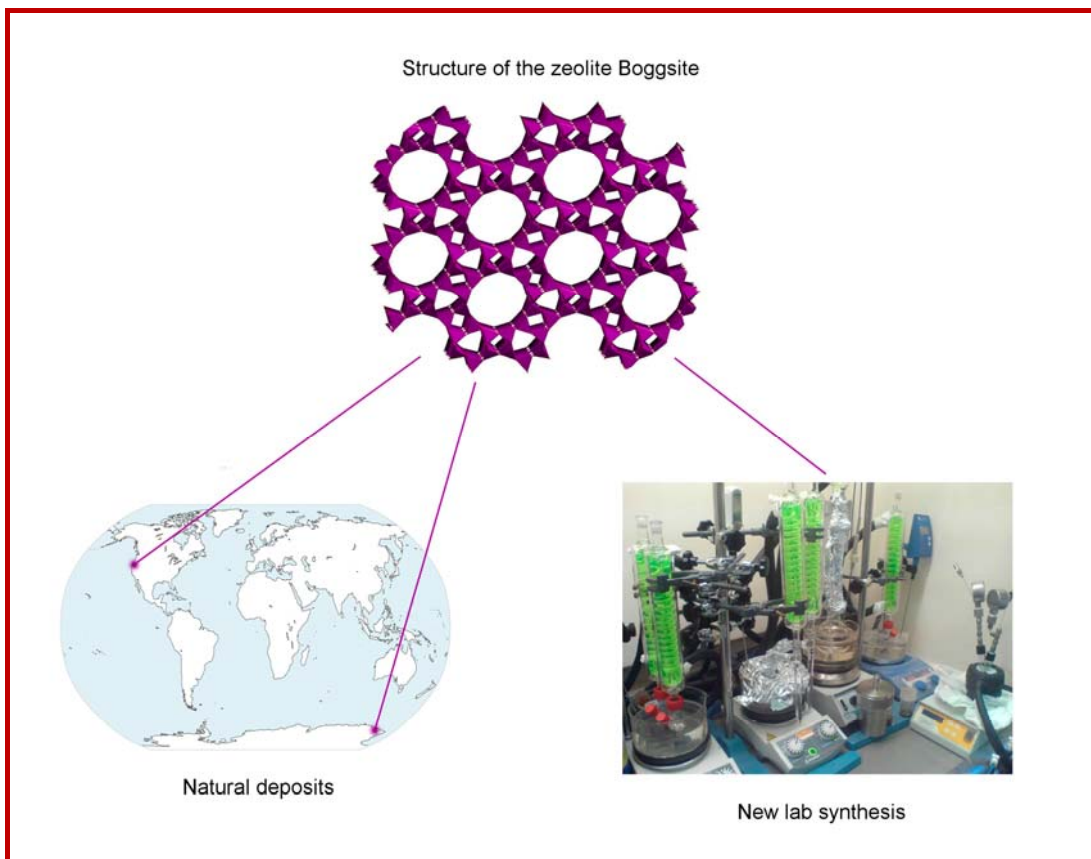 Structure of the zeolite Boggsite
Natural deposits
New lab synthesis